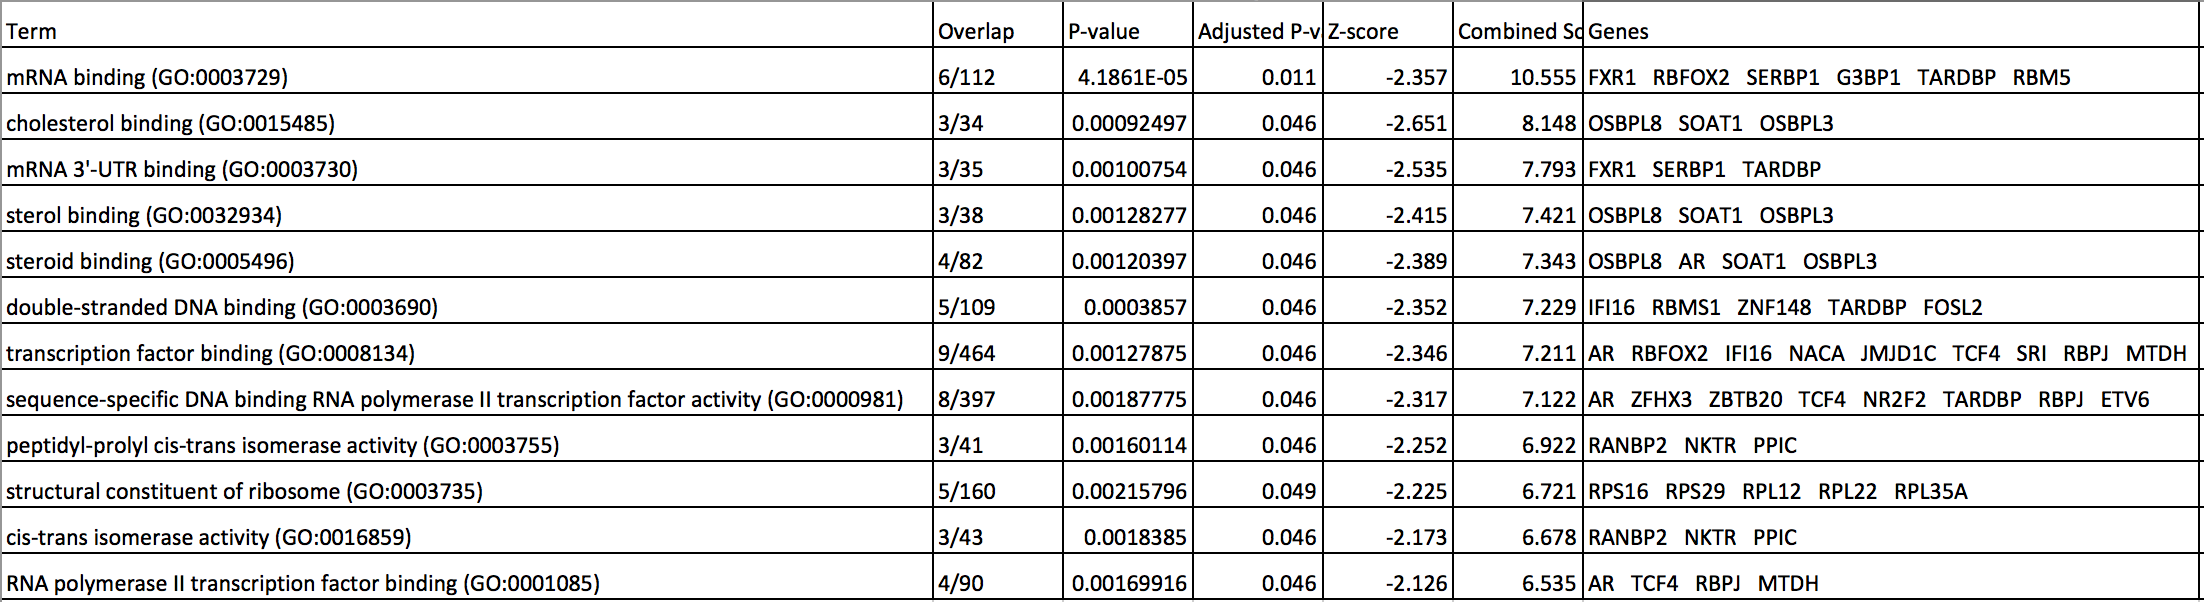 Term Overlap P-value Adjusted P-v Z-score Combined Sc Genes
mRNA binding (GO:0003729) 6/112 4.1861E-05 0.011 -2.357 10.555 FXR1 RBFOX2 SERBP1 G3BP1 TARDBP RBM5
cholesterol binding (GO:0015485) 3/34 0.00092497 0.046 -2.651 8.148 OSBPL8 SOAT1 OSBPL3
mRNA 3'-UTR binding (GO:0003730) 3/35 0.00100754 0.046 -2.535 7.793 FXR1 SERBP1 TARDBP
sterol binding (GO:0032934) 3/38 0.00128277 0.046 -2.415 7.421 OSBPL8 SOAT1 OSBPL3
steroid binding (GO:0005496) 4/82 0.00120397 0.046 -2.389 7.343 OSBPL8 AR SOAT1 OSBPL3
double-stranded DNA binding (GO:0003690) 5/109 0.0003857 0.046 -2.352 7.229 IFI16 RBMS1 ZNF148 TARDBP FOSL2
transcription factor binding (GO:0008134) 9/464 0.00127875 0.046 -2.346 7.211 AR RBFOX2 IFI16 NACA JMJD1C TCF4 SRI RBPJ MTDH
sequence-specific DNA binding RNA polymerase II transcription factor activity (GO:0000981) 8/397 0.00187775 0.046 -2.317 7.122 AR ZFHX3 ZBTB20 TCF4 NR2F2 TARDBP RBPJ ETV6
peptidyl-prolyl cis-trans isomerase activity (GO:0003755) 3/41 0.00160114 0.046 -2.252 6.922 RANBP2 NKTR PPIC
structural constituent of ribosome (GO:0003735) 5/160 0.00215796 0.049 -2.225 6.721 RPS16 RPS29 RPL12 RPL22 RPL35A
cis-trans isomerase activity (GO:0016859) 3/43 0.0018385 0.046 -2.173 6.678 RANBP2 NKTR PPIC
RNA polymerase II transcription factor binding (GO:0001085) 4/90 0.00169916 0.046 -2.126 6.535 AR TCF4 RBPJ MTDH